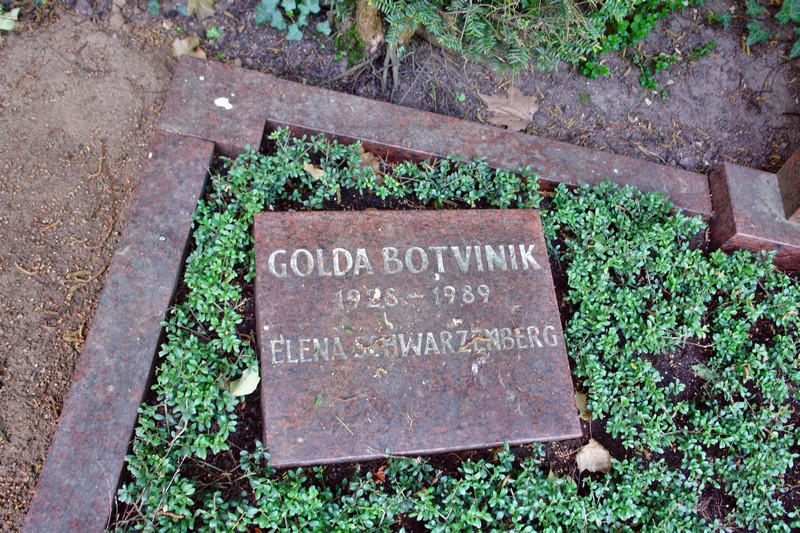 GOLDA BOTVINIK
1928 - 1989
ELENA SCHWARZENBERG